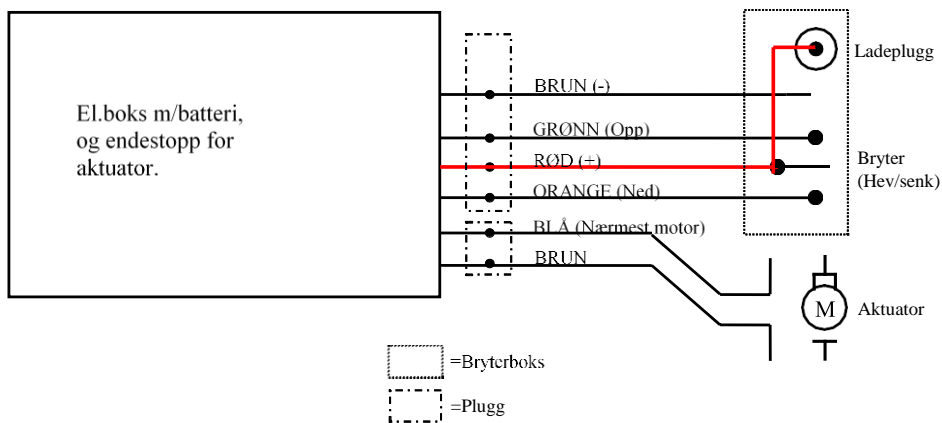 El.boks m/batteri,
og endestopp for
aktuator.
BRUN (-)
GRØNN (Opp)
RØD (+)
ORANGE (Ned)
BLÅ (Nærmest motor)
BRUN
Ladeplugg
Bryter
(Hev/senk)
M
Aktuator
=Bryterboks
=Plugg